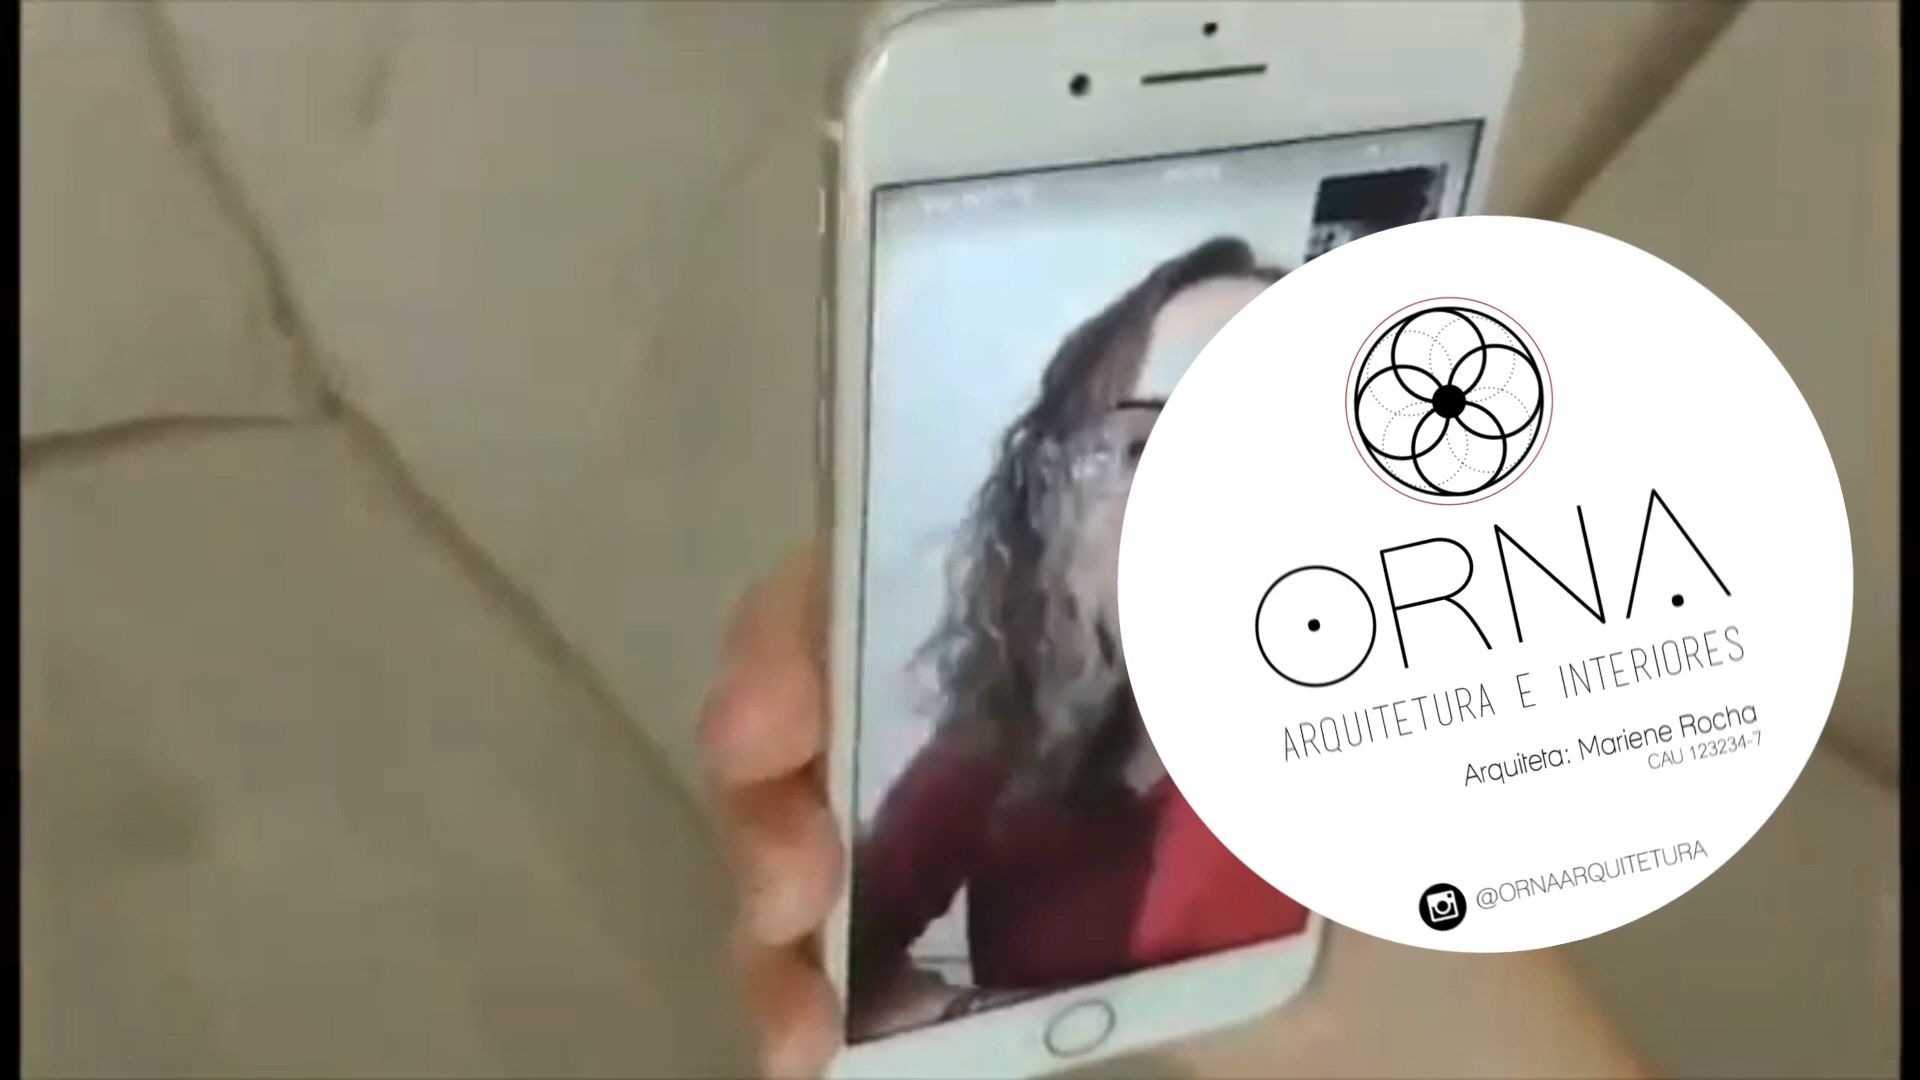 ORNA
ARQUITETURA E INTERIORES
Arquiteta: Mariene Rocha
CAU 123234-7
@ORNAARQUITETURA